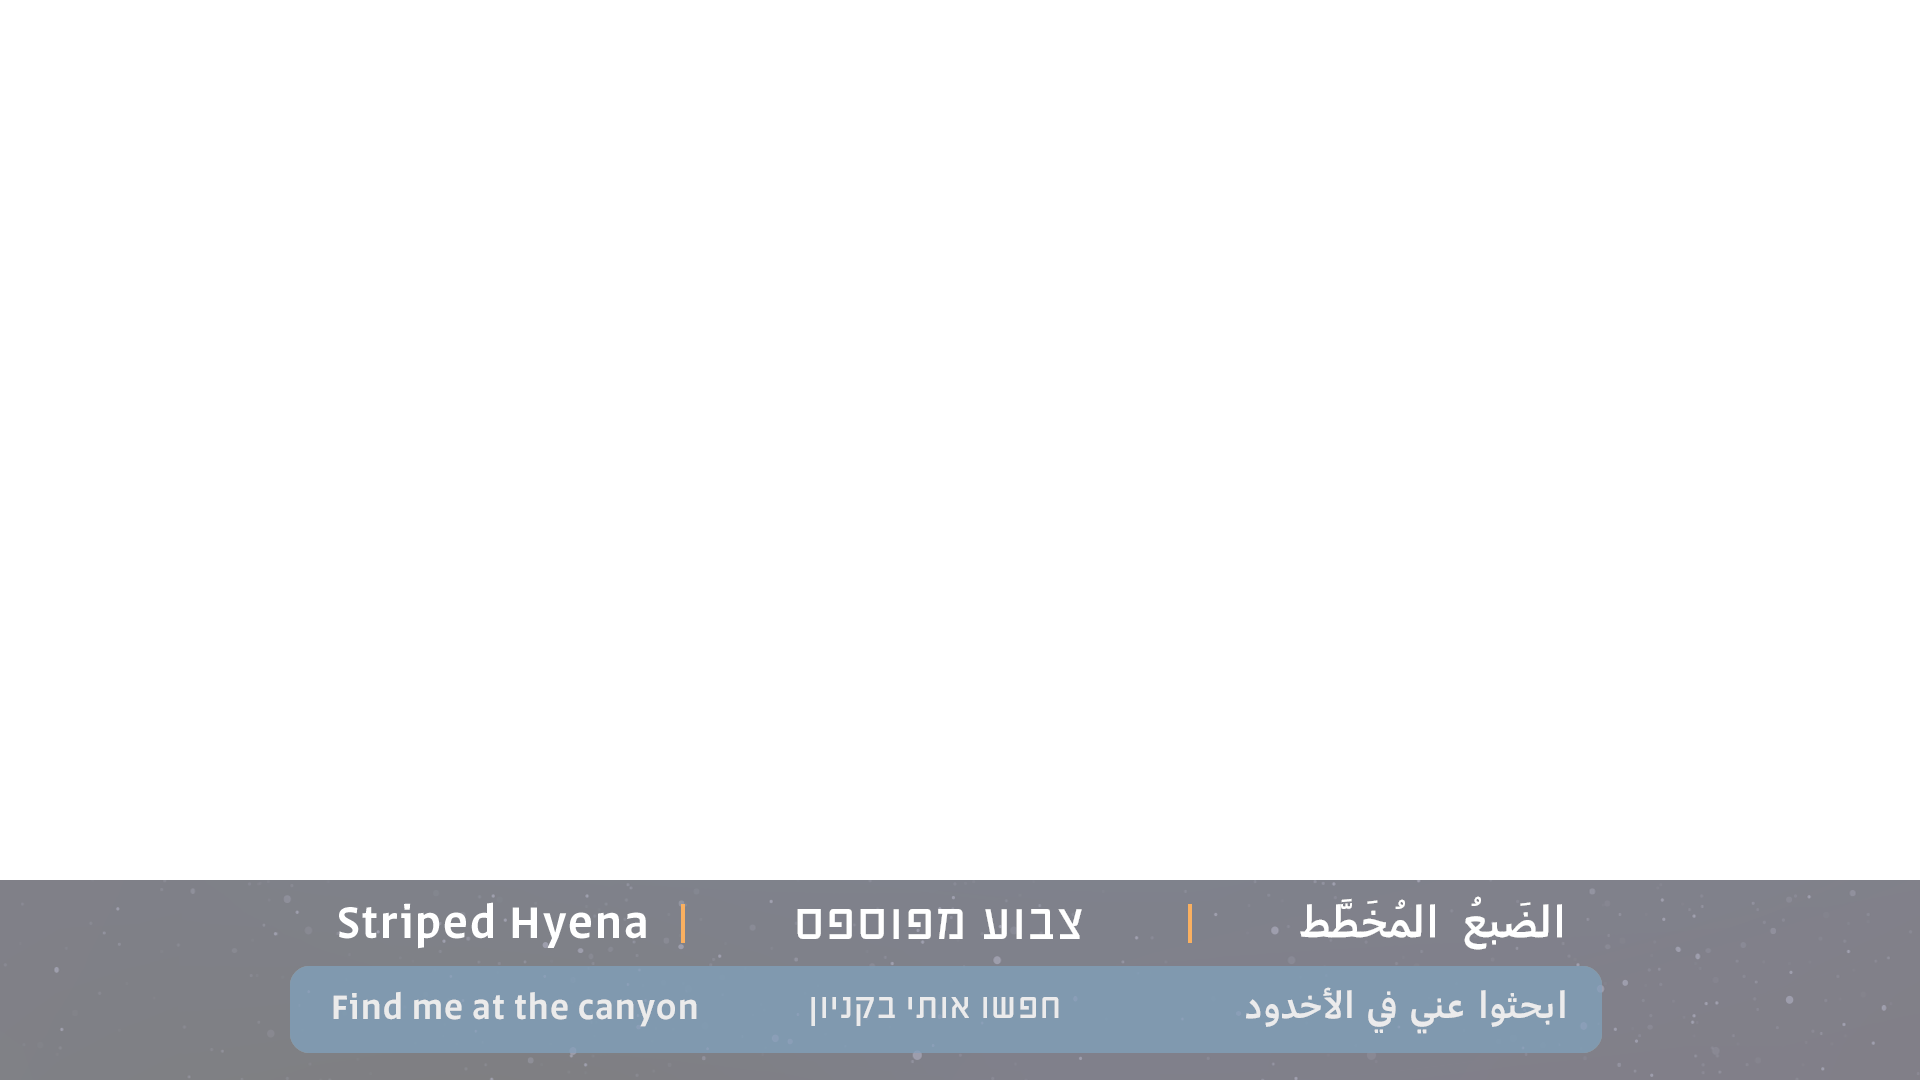 Striped Hyena | צבוע מפוספס | الضَبعُ المُخَطَّط
Find me at the canyon חפשו אותי בקניון ابحثوا عني في الأخدود